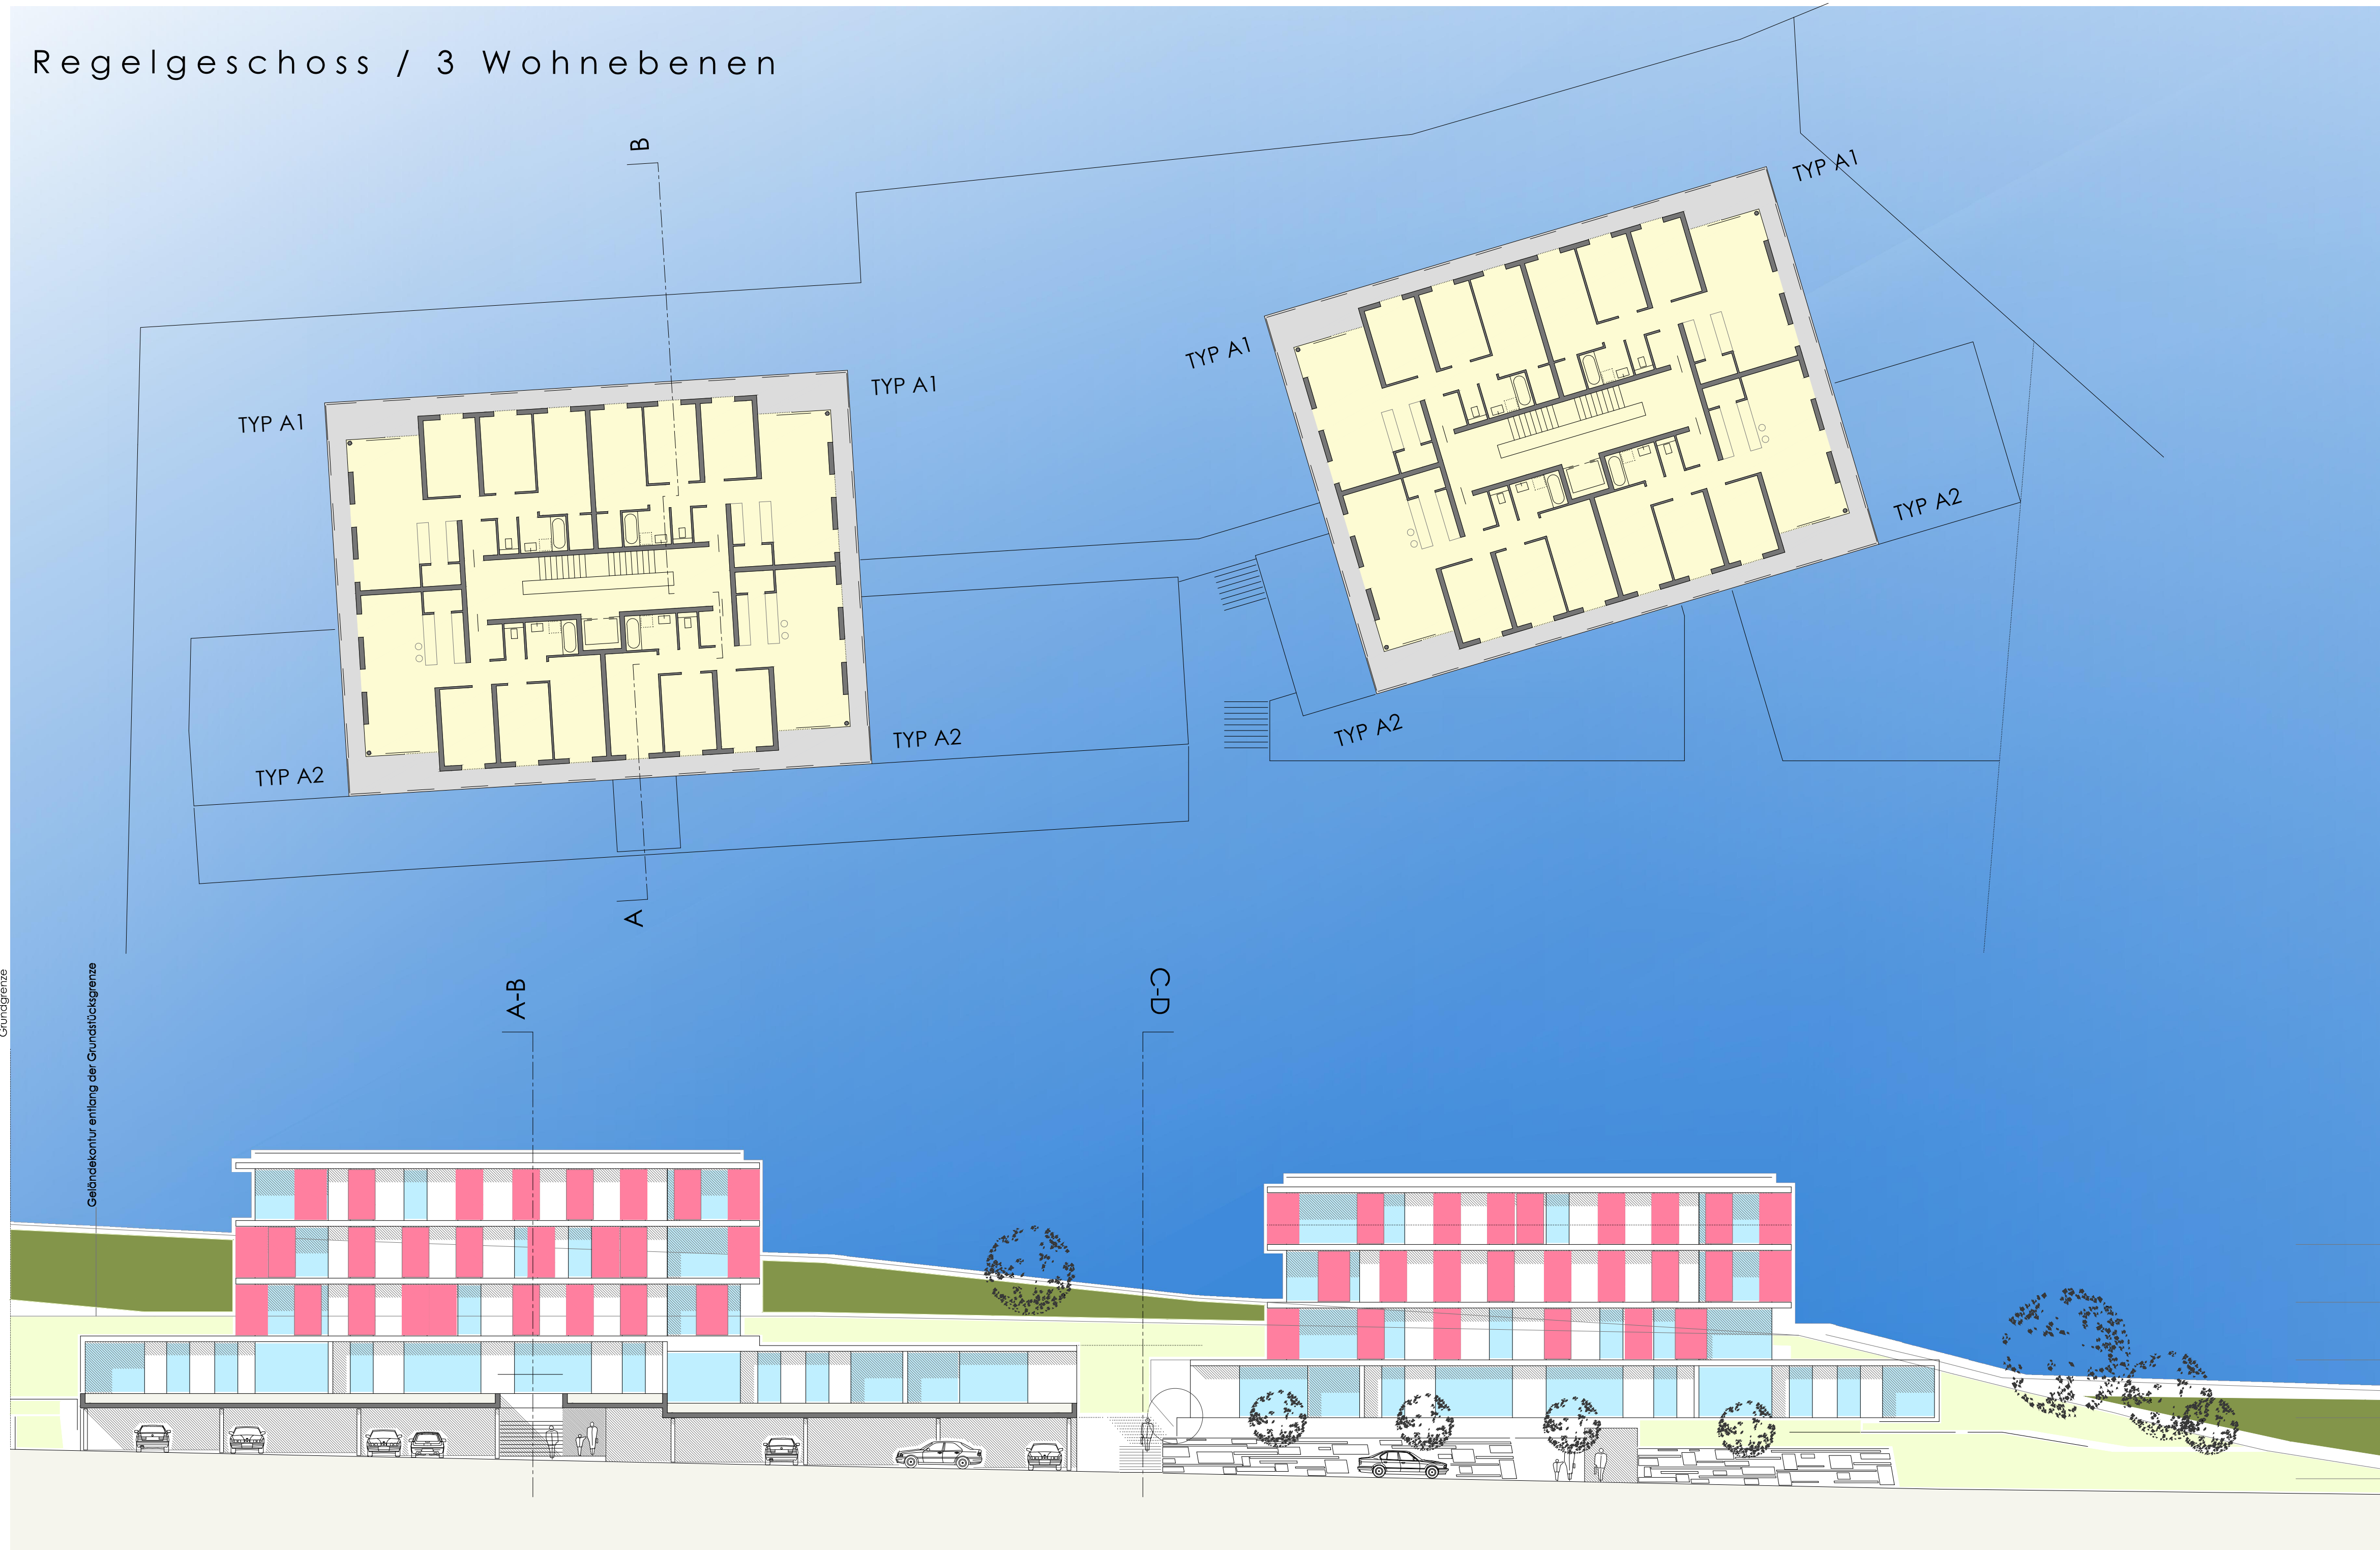 Regelgeschoss / 3 Wohnebenen
B
TYP A1
TYP A1
TYP A1
TYP A1
TYP A2
TYP A2
TYP A2
TYP A2
A
Grundgrenze
Geländekontur entlang der Grundstücksgrenze
A-B
C-D